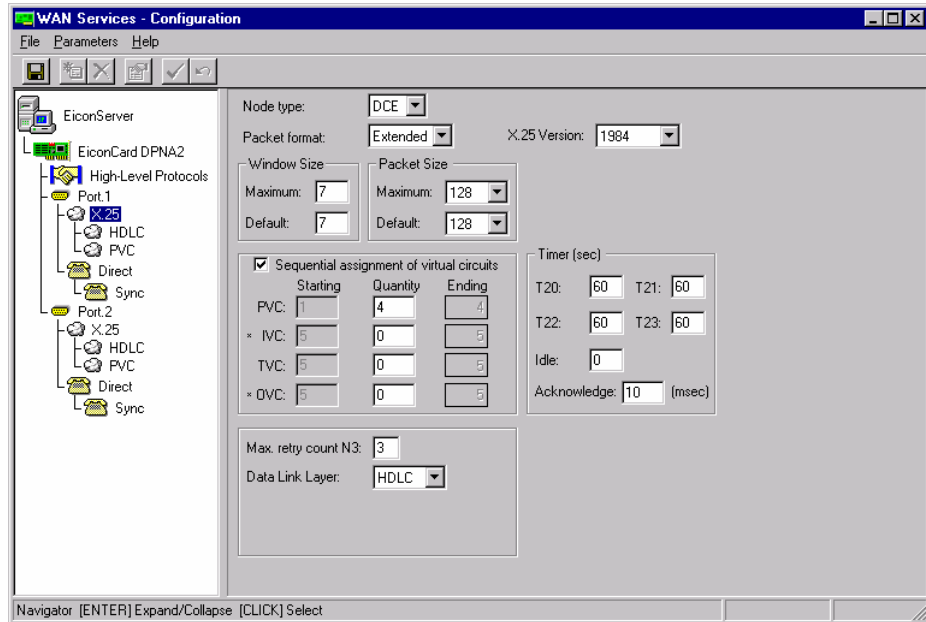 WAN Services - Configuration
File Parameters Help
EiconServer
EiconCard DPNA2
High-Level Protocols
Port.1
X.25
HDLC
PVC
Direct
Sync
Port.2
X.25
HDLC
PVC
Direct
Sync
Node type: DCE
Packet format: Extended X.25 Version: 1984
Window Size
Maximum: 7
Default: 7
Packet Size
Maximum: 128
Default: 128
Sequential assignment of virtual circuits
Starting Quantity Ending
PVC: 1 4 4
* IVC: 5 0 5
TVC: 5 0 5
* OVC: 5 0 5
Timer (sec)
T20: 60 T21: 60
T22: 60 T23: 60
Idle: 0
Acknowledge: 10 (msec)
Max. retry count N3: 3
Data Link Layer: HDLC
Navigator [ENTER] Expand/Collapse [CLICK] Select